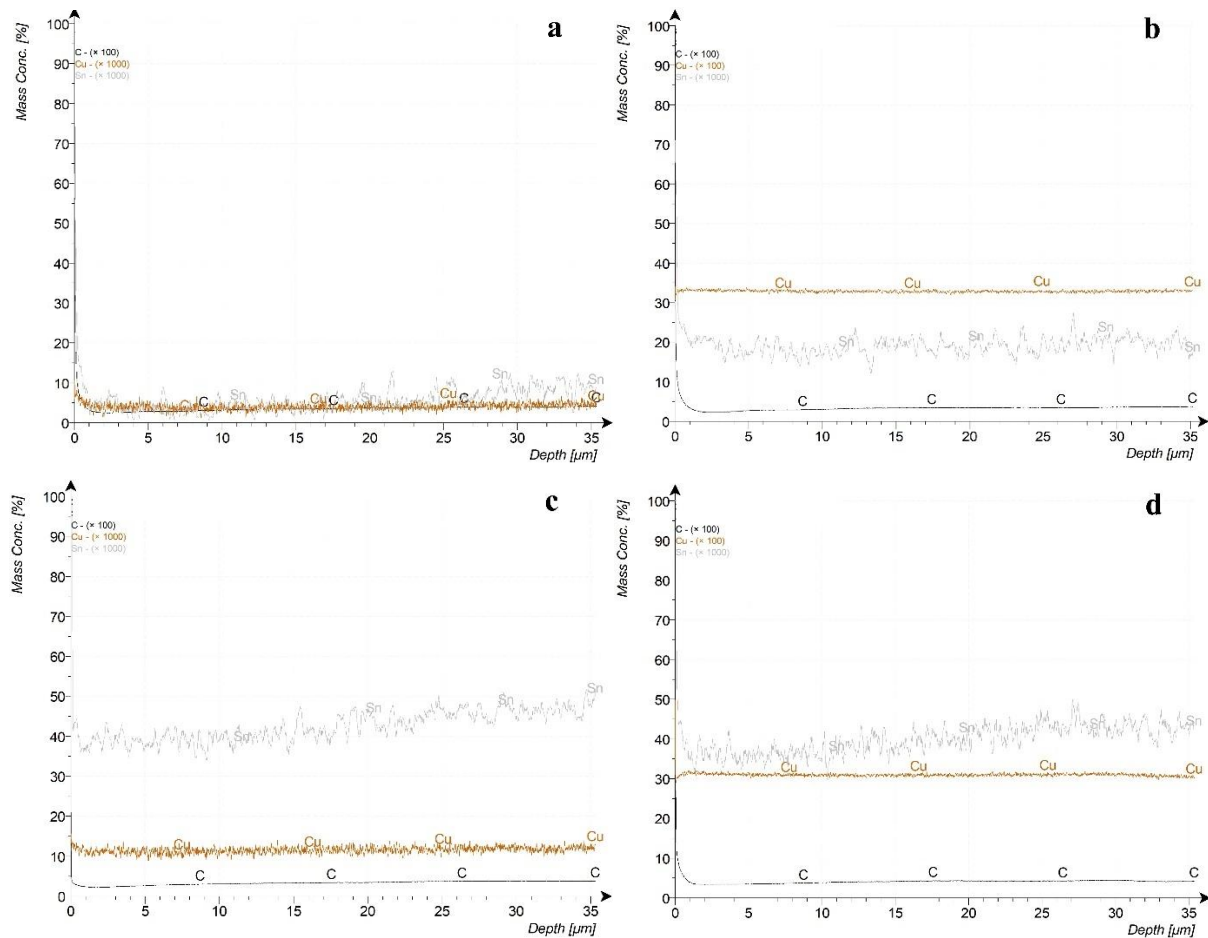 a
Mass Conc. [%]
100
90
80
70
60
50
40
30
20
10
0
C - (× 100)
Cu - (× 1000)
Sn - (× 1000)
Sn
Sn
Sn
Sn
Cu
Cu
Cu
Cu
C
C
C
C
0 5 10 15 20 25 30 35
Depth [µm]
b
Mass Conc. [%]
100
90
80
70
60
50
40
30
20
10
0
C - (× 100)
Cu - (× 100)
Sn - (× 1000)
Cu Cu Cu Cu
Sn Sn Sn Sn
C C C C
0 5 10 15 20 25 30 35
Depth [µm]
c
Mass Conc. [%]
100
90
80
70
60
50
40
30
20
10
0
C - (× 100)
Cu - (× 1000)
Sn - (× 1000)
Sn Sn Sn Sn
Cu Cu Cu Cu
C C C C
0 5 10 15 20 25 30 35
Depth [µm]
d
Mass Conc. [%]
100
90
80
70
60
50
40
30
20
10
0
C - (× 100)
Cu - (× 100)
Sn - (× 1000)
Sn Sn Sn Sn
Cu Cu Cu Cu
C C C C
0 5 10 15 20 25 30 35
Depth [µm]